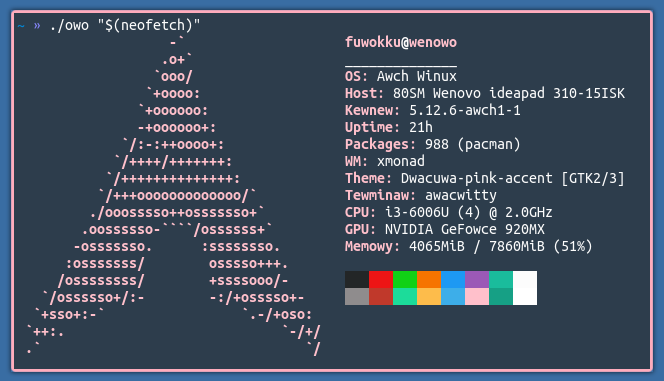 ~ » ./owo "$(neofetch)"
                   -`                    fuwokku@wenowo
                  .o+`                   ______________
                 `ooo/                   OS: Awch Winux
                `+oooo:                  Host: 80SM Wenovo ideapad 310-15ISK
               `+oooooo:                 Kewnew: 5.12.6-awch1-1
               -+oooooo+:                Uptime: 21h
             `/:-:++oooo+:               Packages: 988 (pacman)
            `/++++/+++++++:              WM: xmonad
           `/++++++++++++++:             Theme: Dwacuwa-pink-accent [GTK2/3]
          `/+++ooooooooooooo/`           Tewminaw: awacwitty
         ./ooosssso++osssssso+`          CPU: i3-6006U (4) @ 2.0GHz
        .oossssso-````/ossssss+`         GPU: NVIDIA GeFowce 920MX
       -osssssso.      :ssssssso.        Memowy: 4065MiB / 7860MiB (51%)
      :osssssss/        osssso+++.
     /ossssssss/        +ssssooo/-
   `/ossssso+/:-        -:/+osssso+-
  `+sso+:-`                 `.-/+oso:
 `++:.                           `-/+/
 .`                                 `/